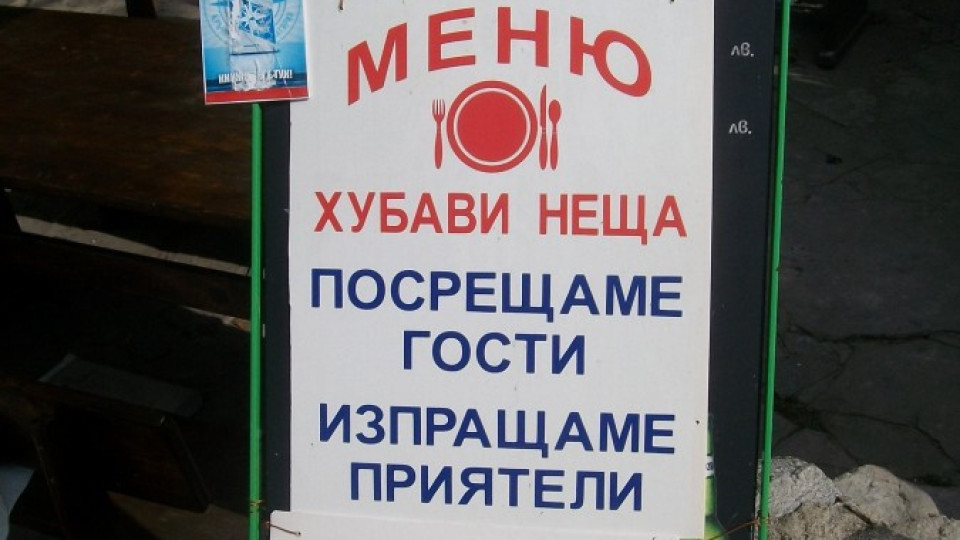 МЕНЮ
лв.
лв.
ХУБАВИ НЕЩА
ПОСРЕЩАМЕ
ГОСТИ
ИЗПРАЩАМЕ
ПРИЯТЕЛИ